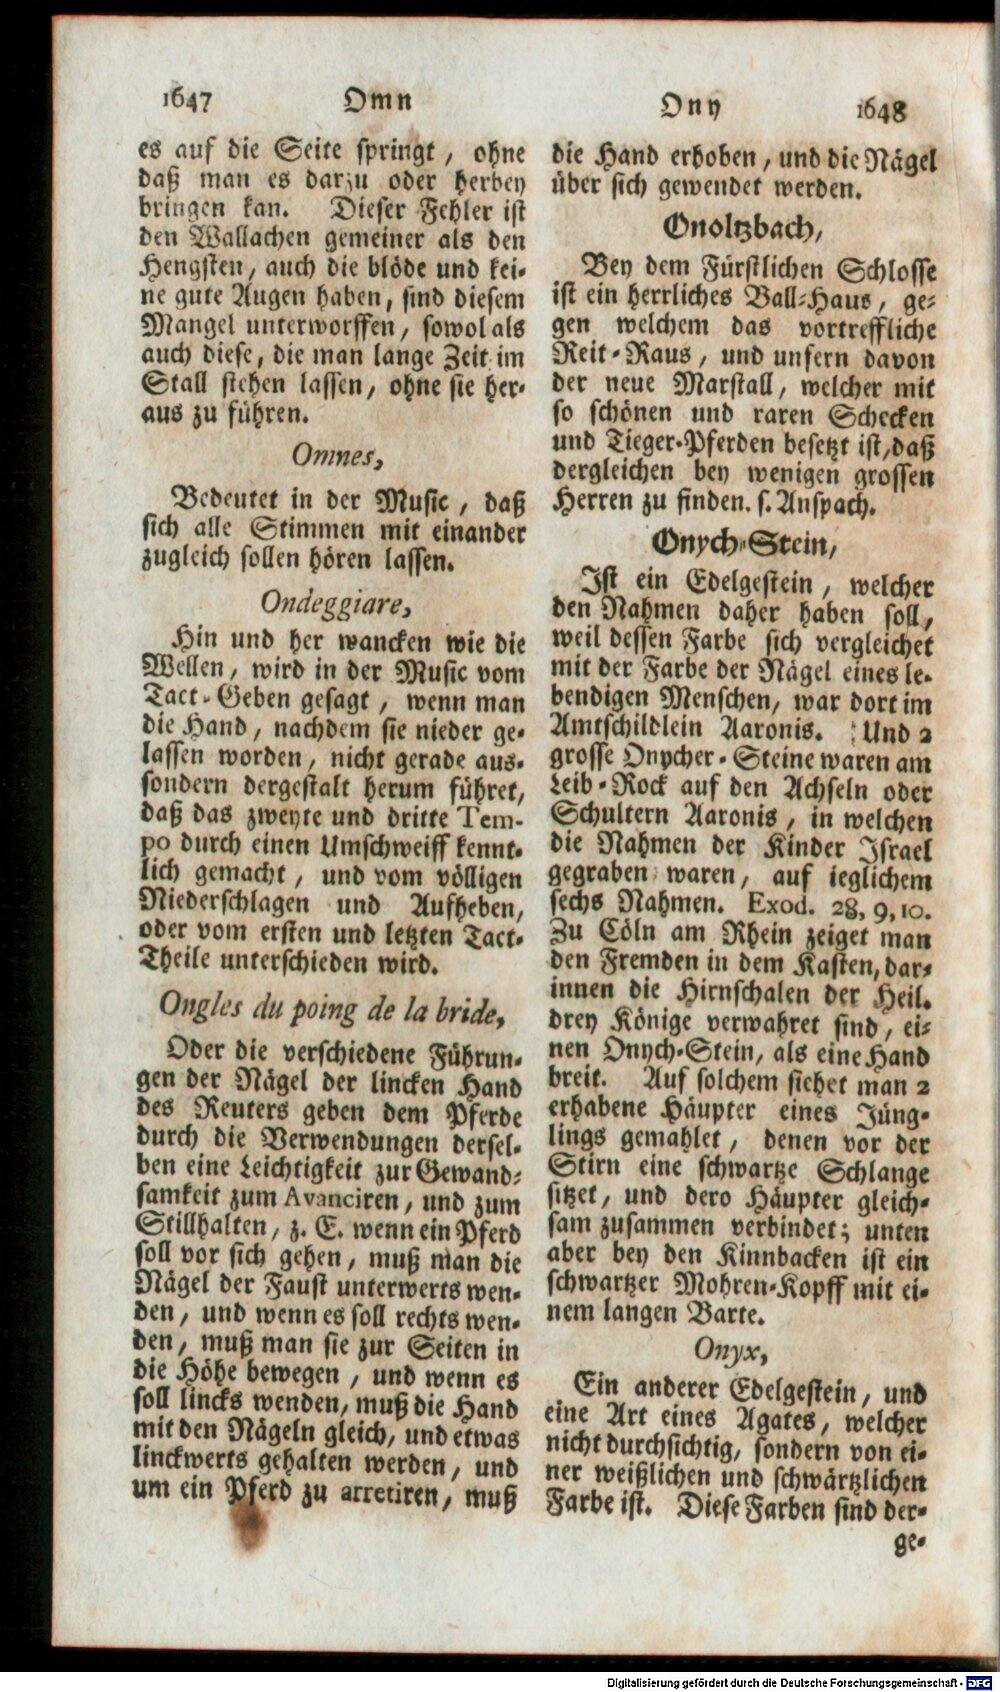 1647 Omn
es auf die Seite springt, ohne
daß man es darzu oder herbey
bringen kan. Dieser Fehler ist
den Wallachen gemeiner als den
Hengsten, auch die blöde und kei-
ne gute Augen haben, sind diesem
Mangel unterworffen, sowol als
auch diese, die man lange Zeit im
Stall stehen lassen, ohne sie her-
aus zu führen.
Omnes,
Bedeutet in der Music, daß
sich alle Stimmen mit einander
zugleich sollen hören lassen.
Ondeggiare,
Hin und her wancken wie die
Wellen, wird in der Music vom
Tact-Geben gesagt, wenn man
die Hand, nachdem sie nieder ge-
lassen worden, nicht gerade aus-
sondern dergestalt herum führet,
daß das zweyte und dritte Tem-
po durch einen Umschweiff kennt-
lich gemacht, und vom völligen
Niederschlagen und Aufheben,
oder vom ersten und letzten Tact-
Theile unterschieden wird.
Ongles du poing de la bride,
Oder die verschiedene Führun-
gen der Nägel der lincken Hand
des Reuters geben dem Pferde
durch die Verwendungen dersel-
ben eine Leichtigkeit zur Gewand-
samkeit zum Avanciren, und zum
Stillhalten, z. E. wenn ein Pferd
soll vor sich gehen, muß man die
Nägel der Faust unterwerts wen-
den, und wenn es soll rechts wen-
den, muß man sie zur Seiten in
die Höhe bewegen, und wenn es
soll lincks wenden, muß die Hand
mit den Nägeln gleich, und etwas
linckwerts gehalten werden, und
um ein Pferd zu arretiren, muß
Ony 1648
die Hand erhoben, und die Nägel
über sich gewendet werden.
Onoltzbach,
Bey dem Fürstlichen Schlosse
ist ein herrliches Ball-Haus, ge-
gen welchem das vortreffliche
Reit-Raus, und unfern davon
der neue Marstall, welcher mit
so schönen und raren Schecken
und Tieger-Pferden besetzt ist, daß
dergleichen bey wenigen grossen
Herren zu finden. s. Anspach.
Onych-Stein,
Ist ein Edelgestein, welcher
den Nahmen daher haben soll,
weil dessen Farbe sich vergleichet
mit der Farbe der Nägel eines le-
bendigen Menschen, war dort im
Amtschildlein Aaronis. Und 2
grosse Onycher-Steine waren am
Leib-Rock auf den Achseln oder
Schultern Aaronis, in welchen
die Nahmen der Kinder Israel
gegraben waren, auf ieglichem
sechs Nahmen. Exod. 28, 9, 10.
Zu Cöln am Rhein zeiget man
den Fremden in dem Kasten, dar-
innen die Hirnschalen der Heil.
drey Könige verwahret sind, ei-
nen Onych-Stein, als eine Hand
breit. Auf solchem siehet man 2
erhabene Häupter eines Jüng-
lings gemahlet, denen vor der
Stirn eine schwartze Schlange
sitzet, und dero Häupter gleich-
sam zusammen verbindet; unten
aber bey den Kinnbacken ist ein
schwartzer Mohren-Kopff mit ei-
nem langen Barte.
Onyx,
Ein anderer Edelgestein, und
eine Art eines Agates, welcher
nicht durchsichtig, sondern von ei-
ner weißlichen und schwärtzlichen
Farbe ist. Diese Farben sind der-
ge-
Digitalisierung gefördert durch die Deutsche Forschungsgemeinschaft - DFG